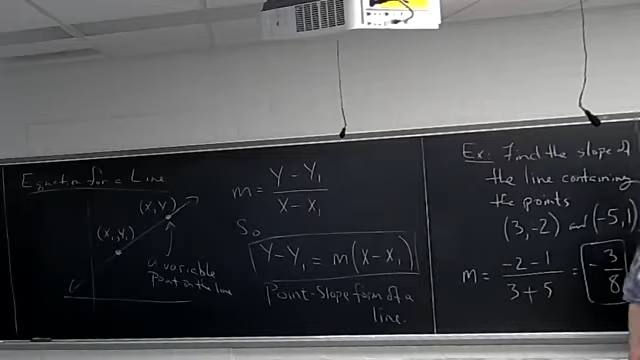 Equation for a Line
(X, Y)
(X₁, Y₁)
a variable
point on the line
m = Y - Y₁ / X - X₁
So
Y - Y₁ = m(X - X₁)
Point-Slope form of a
line.
Ex: Find the slope of
the line containing
the points
(3, -2) and (-5, 1)
m = -2 - 1 / 3 + 5 = -3/8